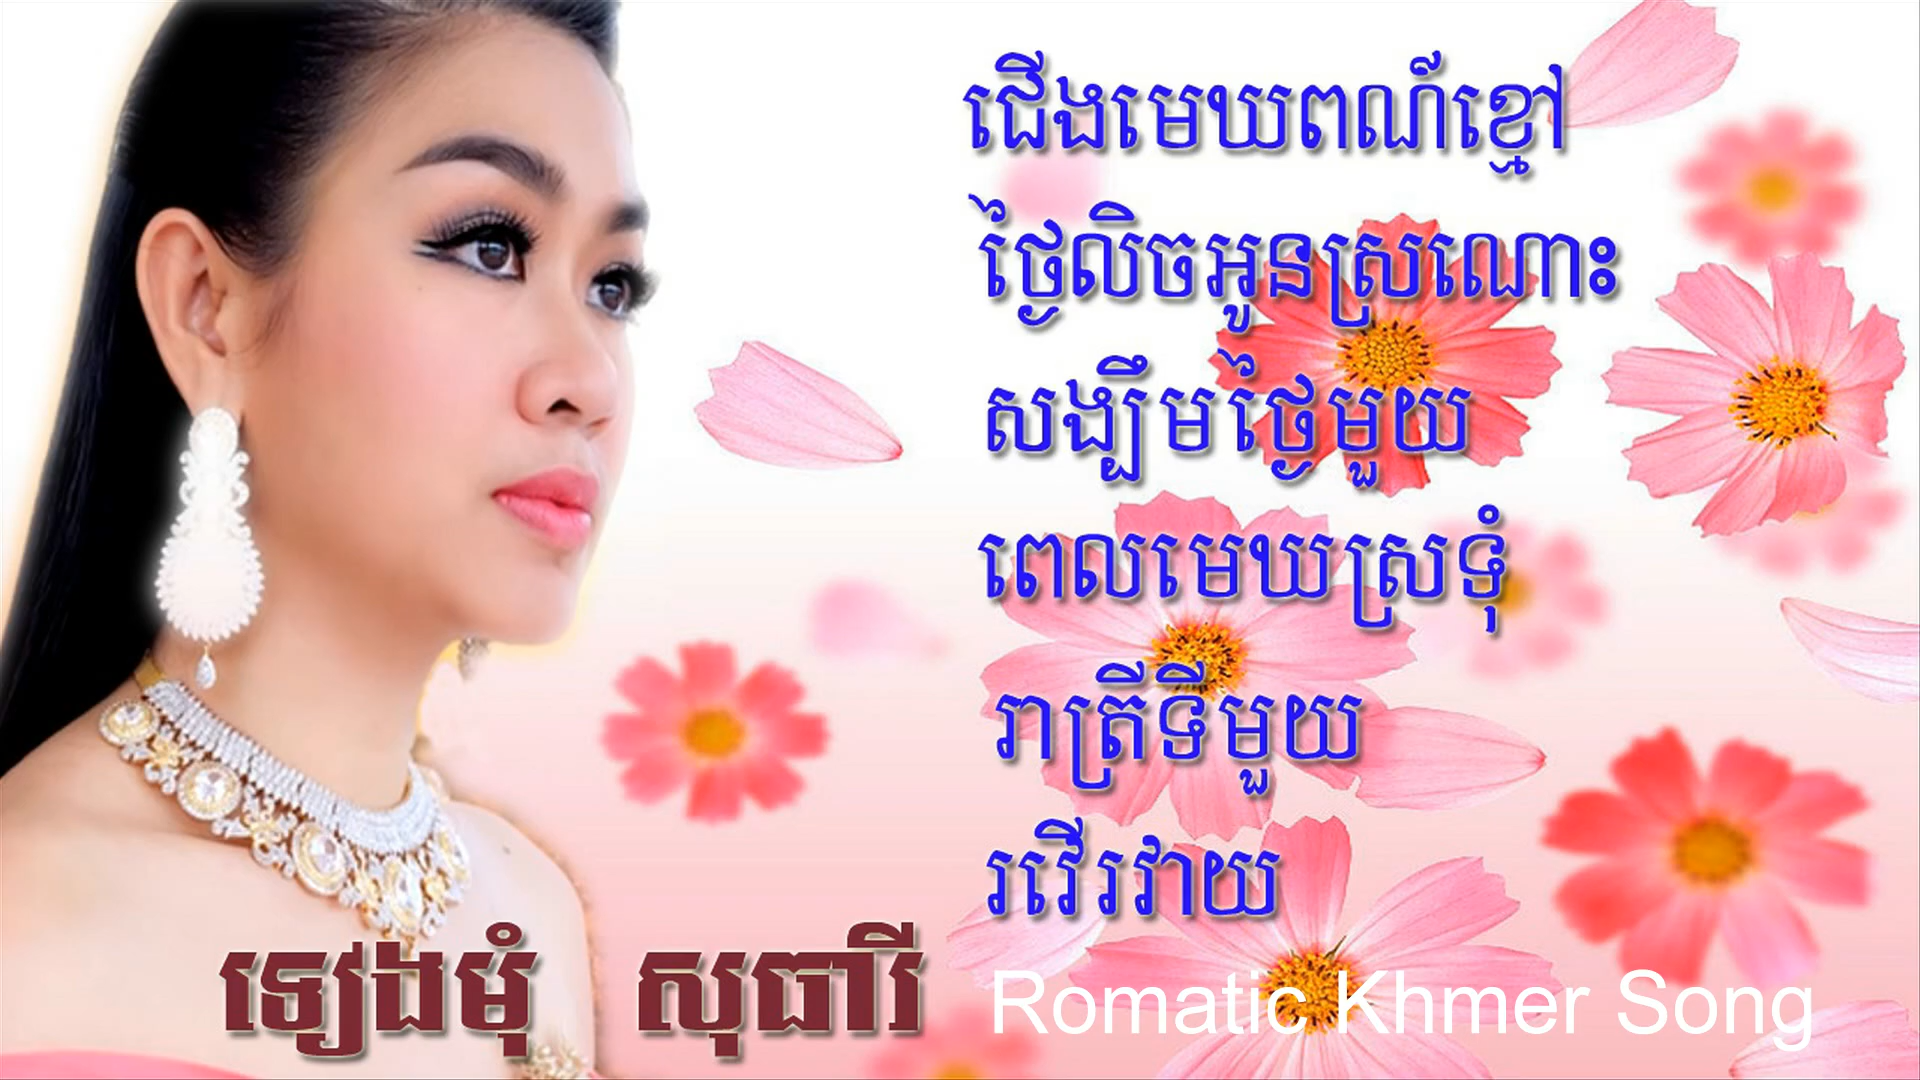 ជើងមេឃពណ៍ខ្មៅ
ថ្ងៃលិចអូនស្រណោះ
សង្ឃឹមថ្ងៃមួយ
ពេលមេឃស្រទុំ
រាត្រីទីមួយ
រវើរវាយ
ទៀងមុំ សុធាវី
Romatic Khmer Song